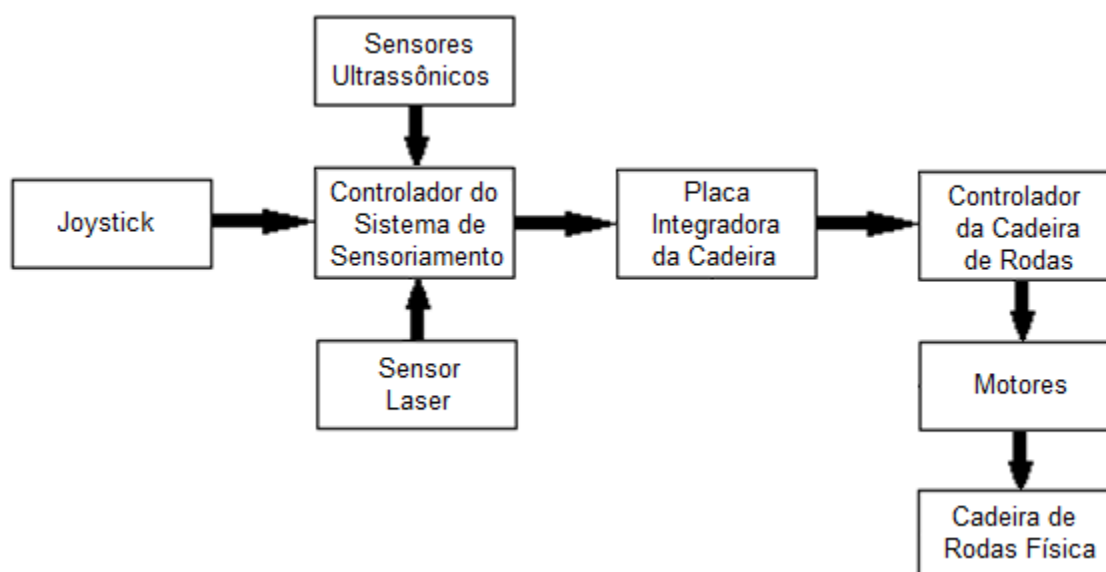 Sensores
Ultrassônicos
Joystick
Controlador do
Sistema de
Sensoriamento
Placa
Integradora
da Cadeira
Controlador
da Cadeira
de Rodas
Sensor
Laser
Motores
Cadeira de
Rodas Física